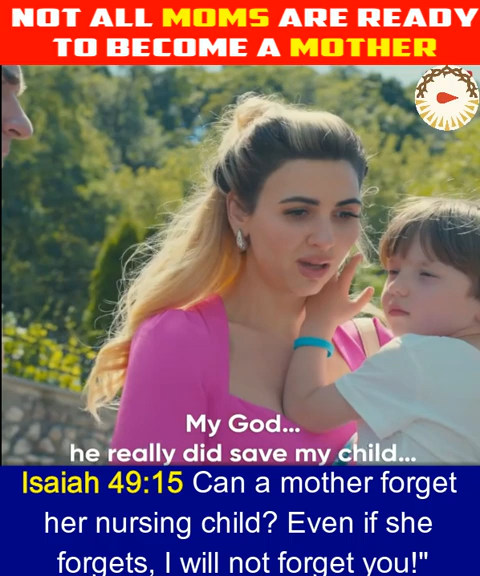 NOT ALL MOMS ARE READY
TO BECOME A MOTHER
My God...
he really did save my child...
Isaiah 49:15 Can a mother forget
her nursing child? Even if she
forgets, I will not forget you!"